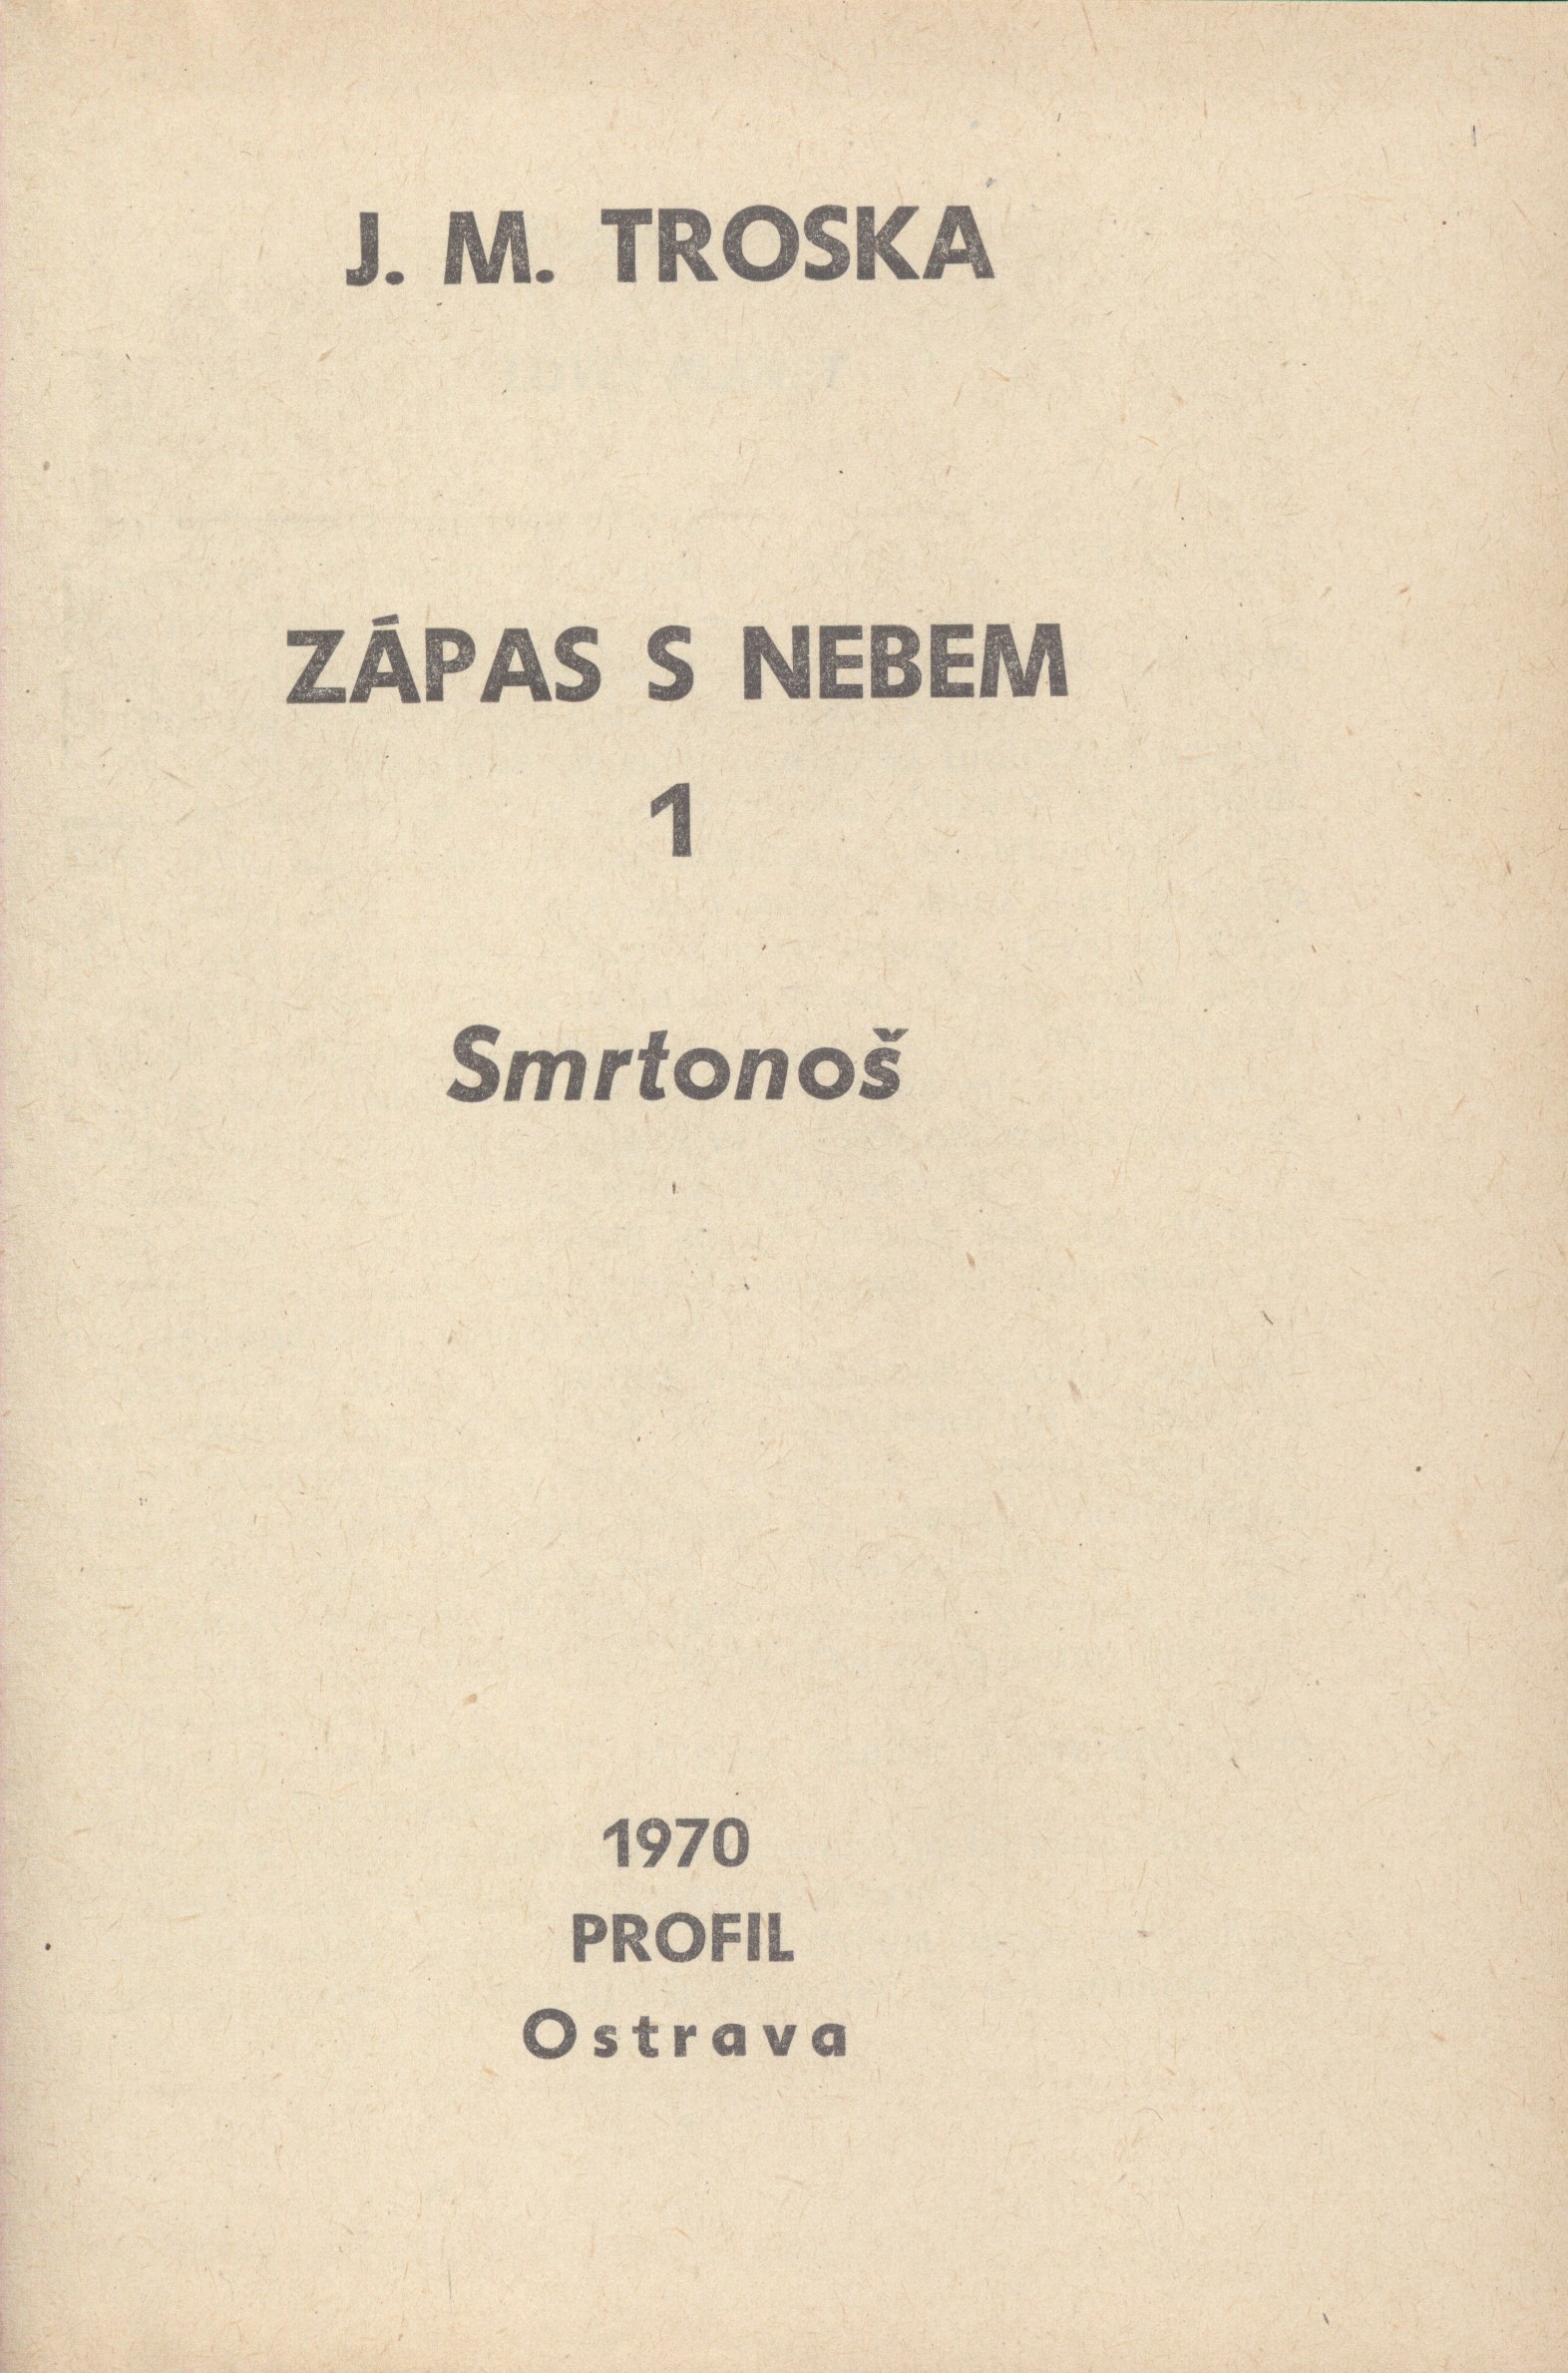 J. M. TROSKA
ZÁPAS S NEBEM
1
Smrtonoš
1970
PROFIL
Ostrava